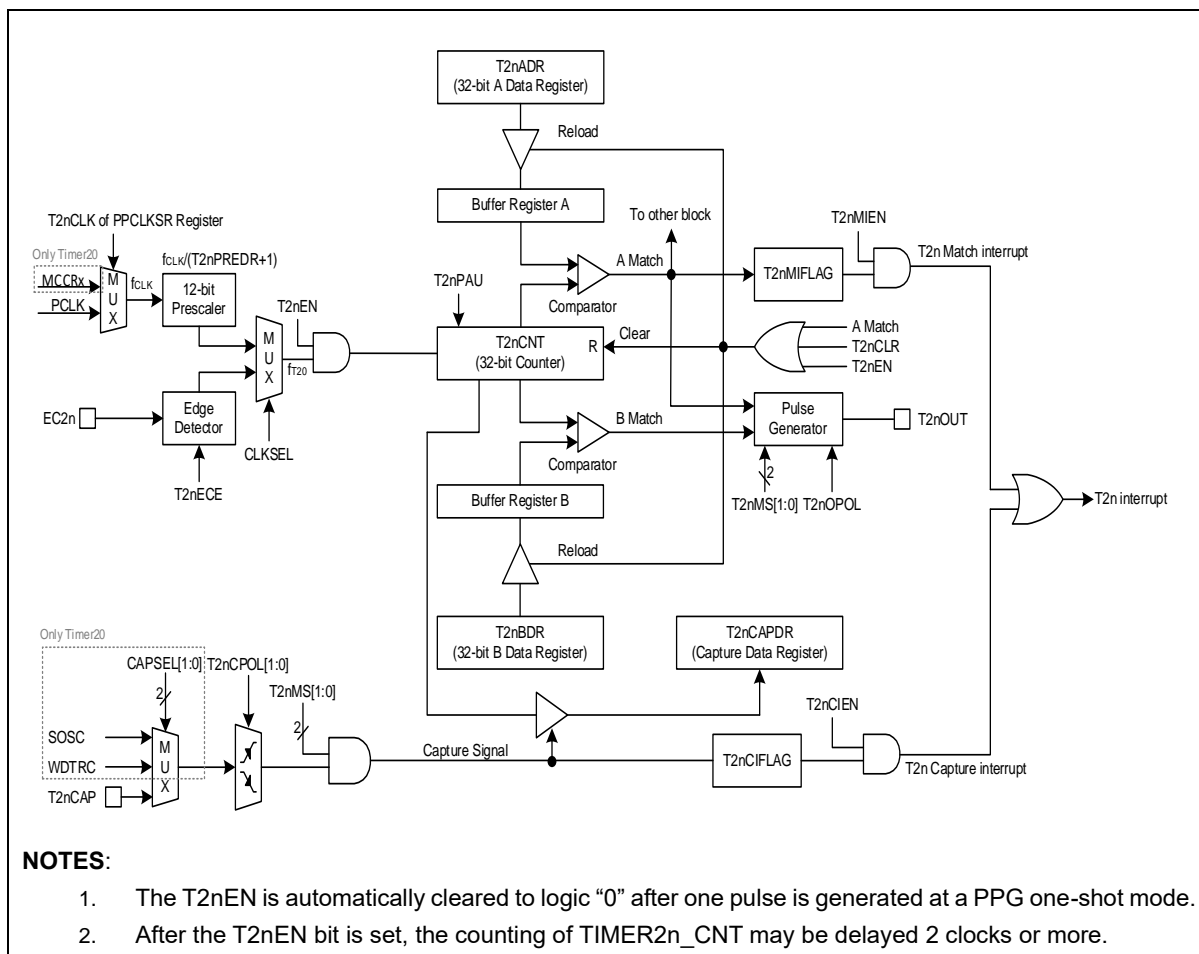 T2nADR
(32-bit A Data Register)
Reload
Buffer Register A
To other block
T2nCLK of PPCLKSR Register
T2nMIEN
Only Timer20
fCLK/(T2nPREDR+1)
A Match
T2nMIFLAG
T2n Match interrupt
MCCRx
PCLK
M
U
X
fCLK
12-bit
Prescaler
T2nPAU
Comparator
T2nEN
T2nCNT
(32-bit Counter)
R
Clear
A Match
T2nCLR
T2nEN
M
U
X
fT20
EC2n
Edge
Detector
B Match
Pulse
Generator
T2nOUT
CLKSEL
Comparator
T2nECE
2
T2nMS[1:0]
T2nOPOL
Buffer Register B
T2n interrupt
Reload
T2nBDR
(32-bit B Data Register)
T2nCAPDR
(Capture Data Register)
Only Timer20
CAPSEL[1:0]
T2nCPOL[1:0]
T2nMS[1:0]
2
2
T2nCIEN
SOSC
WDTRC
T2nCAP
M
U
X
Capture Signal
T2nCIFLAG
T2n Capture interrupt
NOTES:
1. The T2nEN is automatically cleared to logic “0” after one pulse is generated at a PPG one-shot mode.
2. After the T2nEN bit is set, the counting of TIMER2n_CNT may be delayed 2 clocks or more.